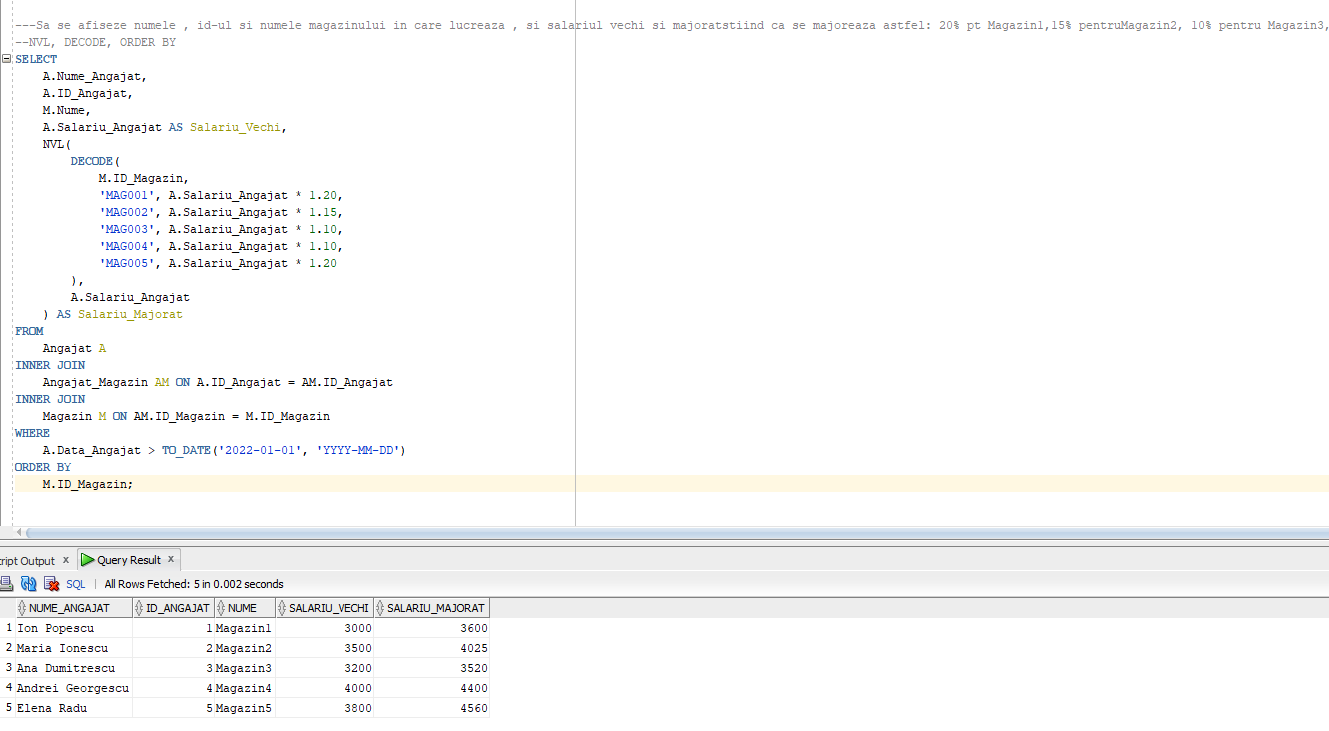 ---Sa se afiseze numele , id-ul si numele magazinului in care lucreaza , si salariul vechi si majoratstiind ca se majoreaza astfel: 20% pt Magazin1,15% pentruMagazin2, 10% pentru Magazin3,
--NVL, DECODE, ORDER BY
SELECT
A.Nume_Angajat,
A.ID_Angajat,
M.Nume,
A.Salariu_Angajat AS Salariu_Vechi,
NVL(
DECODE(
M.ID_Magazin,
'MAG001', A.Salariu_Angajat * 1.20,
'MAG002', A.Salariu_Angajat * 1.15,
'MAG003', A.Salariu_Angajat * 1.10,
'MAG004', A.Salariu_Angajat * 1.10,
'MAG005', A.Salariu_Angajat * 1.20
),
A.Salariu_Angajat
) AS Salariu_Majorat
FROM
Angajat A
INNER JOIN
Angajat_Magazin AM ON A.ID_Angajat = AM.ID_Angajat
INNER JOIN
Magazin M ON AM.ID_Magazin = M.ID_Magazin
WHERE
A.Data_Angajat > TO_DATE('2022-01-01', 'YYYY-MM-DD')
ORDER BY
M.ID_Magazin;
ript Output x Query Result x
SQL | All Rows Fetched: 5 in 0.002 seconds
NUME_ANGAJAT ID_ANGAJAT NUME SALARIU_VECHI SALARIU_MAJORAT
1 Ion Popescu 1 Magazin1 3000 3600
2 Maria Ionescu 2 Magazin2 3500 4025
3 Ana Dumitrescu 3 Magazin3 3200 3520
4 Andrei Georgescu 4 Magazin4 4000 4400
5 Elena Radu 5 Magazin5 3800 4560